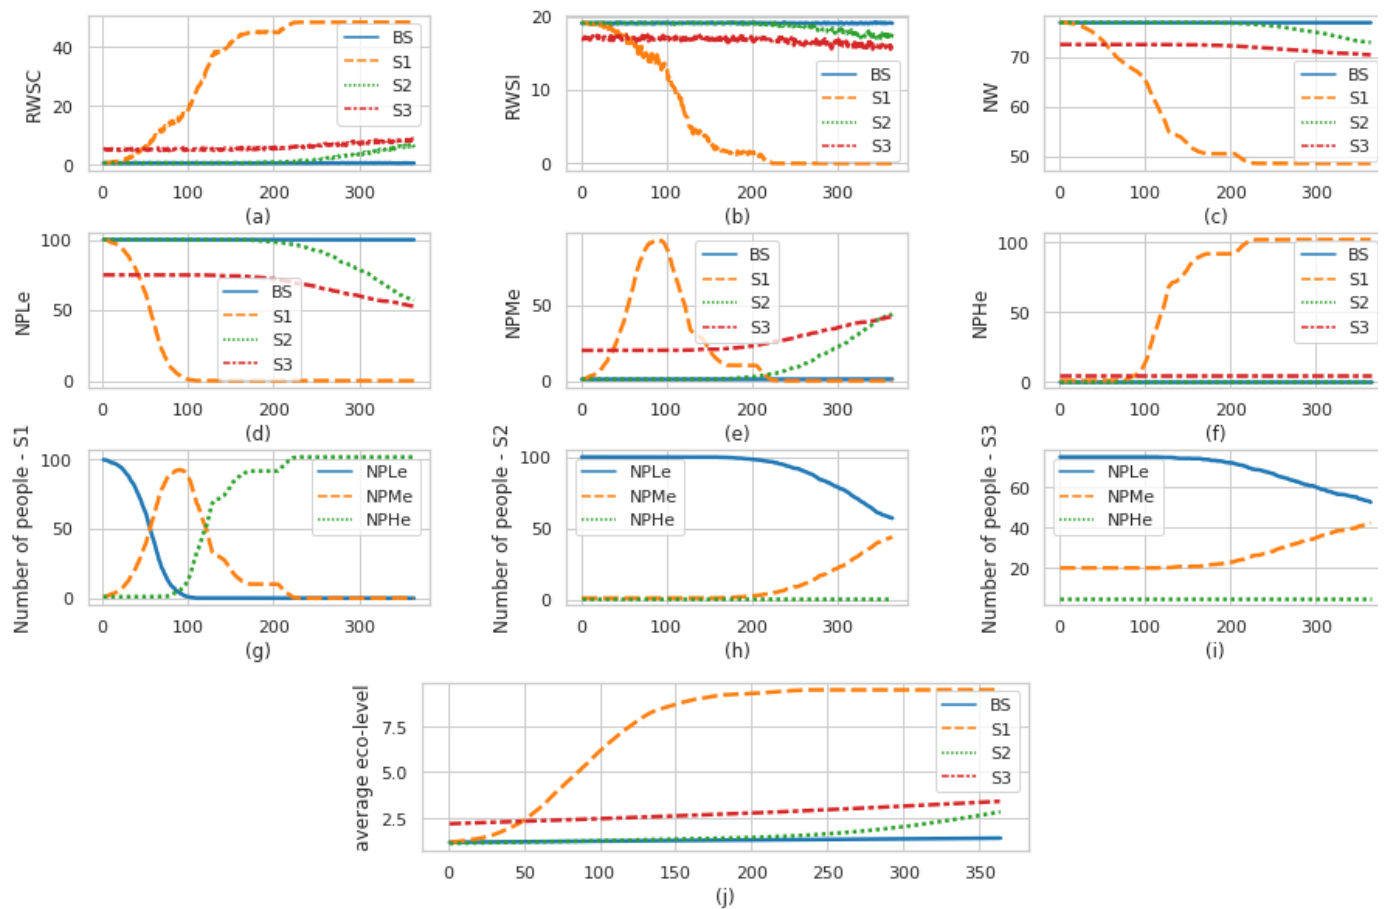 RWSC
40
20
0
BS
S1
S2
S3
0 100 200 300
(a)
RWSI
20
10
0
BS
S1
S2
S3
0 100 200 300
(b)
NW
70
60
50
BS
S1
S2
S3
0 100 200 300
(c)
NPLe
100
50
0
BS
S1
S2
S3
0 100 200 300
(d)
NPMe
50
0
BS
S1
S2
S3
0 100 200 300
(e)
NPHe
100
50
0
BS
S1
S2
S3
0 100 200 300
(f)
Number of people - S1
100
50
0
NPLe
NPMe
NPHe
0 100 200 300
(g)
Number of people - S2
100
50
0
NPLe
NPMe
NPHe
0 100 200 300
(h)
Number of people - S3
60
40
20
NPLe
NPMe
NPHe
0 100 200 300
(i)
average eco-level
7.5
5.0
2.5
BS
S1
S2
S3
0 50 100 150 200 250 300 350
(j)